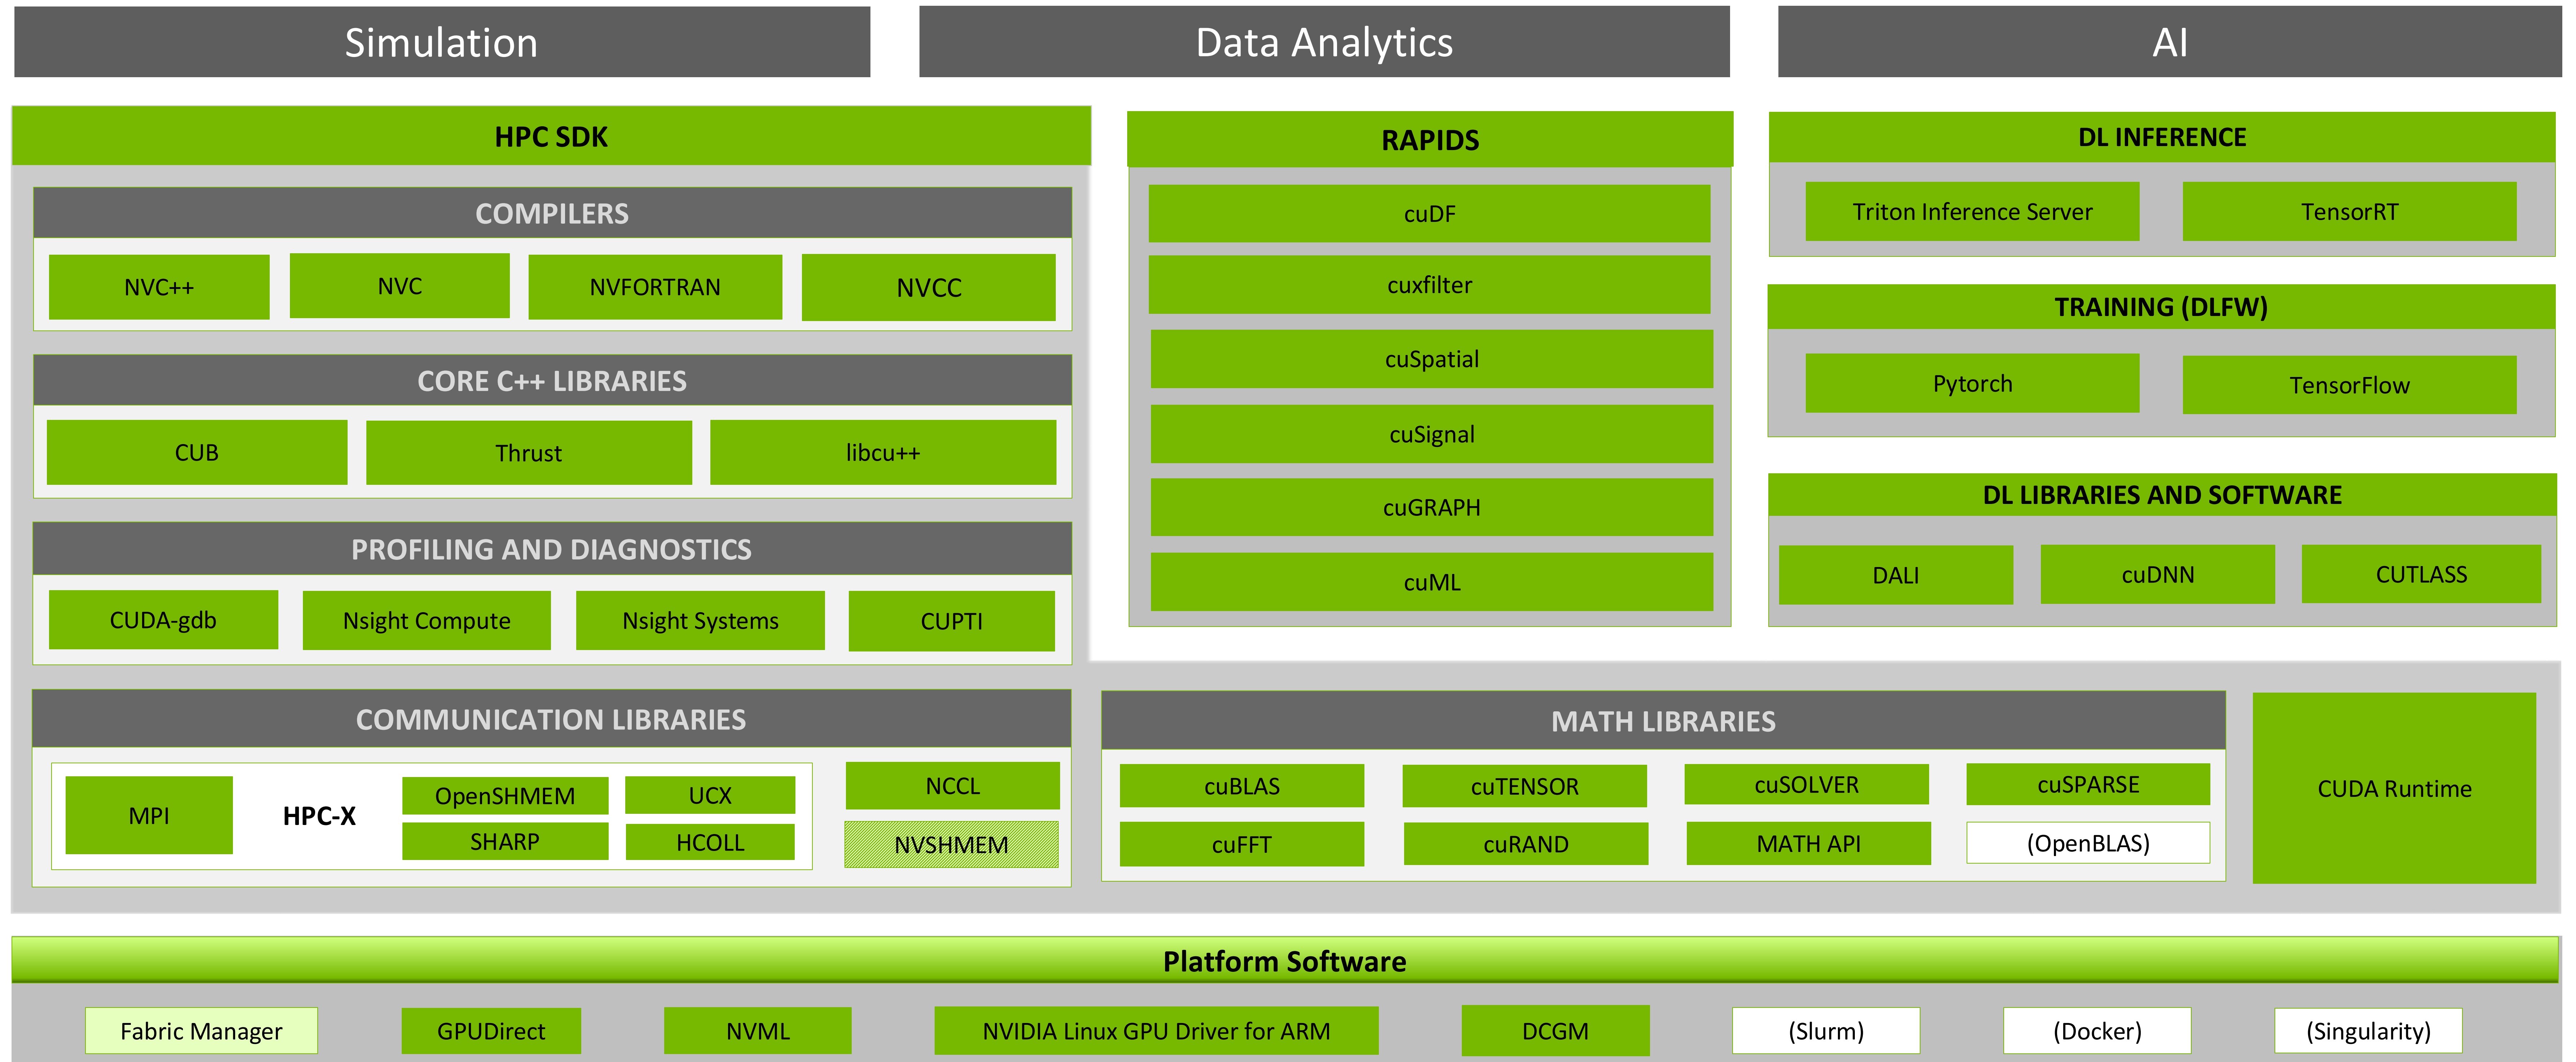 Simulation
Data Analytics
AI
HPC SDK
COMPILERS
NVC++
NVC
NVFORTRAN
NVCC
CORE C++ LIBRARIES
CUB
Thrust
libcu++
PROFILING AND DIAGNOSTICS
CUDA-gdb
Nsight Compute
Nsight Systems
CUPTI
COMMUNICATION LIBRARIES
MPI
HPC-X
OpenSHMEM
UCX
SHARP
HCOLL
NCCL
NVSHMEM
RAPIDS
cuDF
cuxfilter
cuSpatial
cuSignal
cuGRAPH
cuML
DL INFERENCE
Triton Inference Server
TensorRT
TRAINING (DLFW)
Pytorch
TensorFlow
DL LIBRARIES AND SOFTWARE
DALI
cuDNN
CUTLASS
MATH LIBRARIES
cuBLAS
cuTENSOR
cuSOLVER
cuSPARSE
cuFFT
cuRAND
MATH API
(OpenBLAS)
CUDA Runtime
Platform Software
Fabric Manager
GPUDirect
NVML
NVIDIA Linux GPU Driver for ARM
DCGM
(Slurm)
(Docker)
(Singularity)